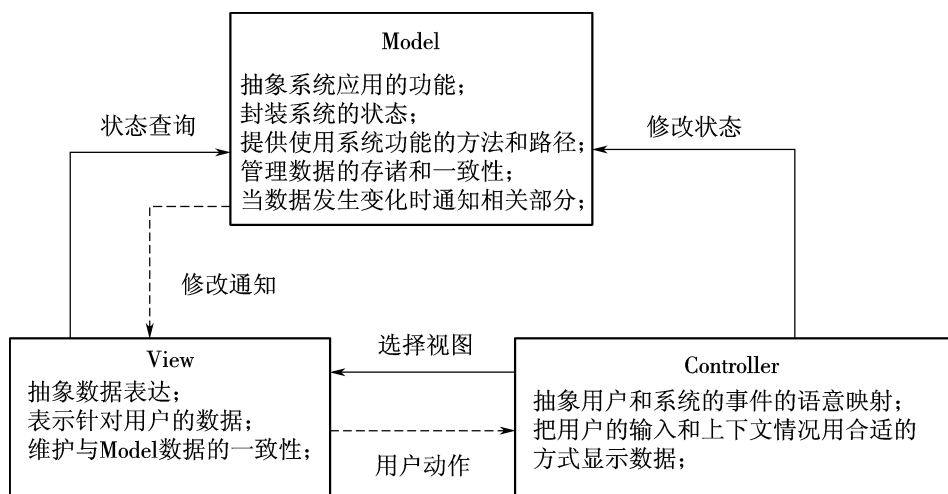 Model
抽象系统应用的功能；
封装系统的状态；
提供使用系统功能的方法和路径；
管理数据的存诸和一致性；
当数据发生变化时通知相关部分；
状态查询
修改状态
修改通知
选择视图
用户动作
View
抽象数据表达；
表示针对用户的数据；
维护与Model数据的一致性；
Controller
抽象用户和系统的事件的语意映射；
把用户的输入和上下文情况用合适的
方式显示数据；